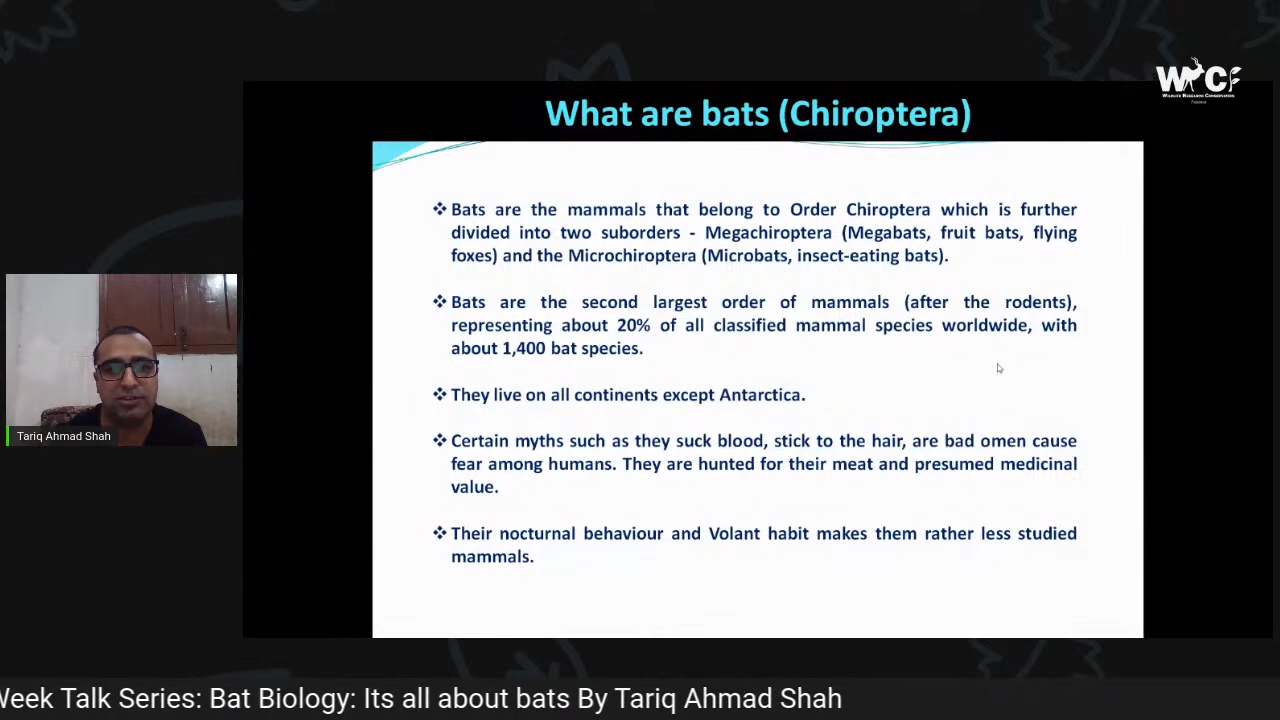 What are bats (Chiroptera)
WRCF
WILDLIFE RESEARCH CONSERVATION
❖ Bats are the mammals that belong to Order Chiroptera which is further
divided into two suborders - Megachiroptera (Megabats, fruit bats, flying
foxes) and the Microchiroptera (Microbats, insect-eating bats).
❖ Bats are the second largest order of mammals (after the rodents),
representing about 20% of all classified mammal species worldwide, with
about 1,400 bat species.
❖ They live on all continents except Antarctica.
❖ Certain myths such as they suck blood, stick to the hair, are bad omen cause
fear among humans. They are hunted for their meat and presumed medicinal
value.
❖ Their nocturnal behaviour and Volant habit makes them rather less studied
mammals.
Tariq Ahmad Shah
Week Talk Series: Bat Biology: Its all about bats By Tariq Ahmad Shah